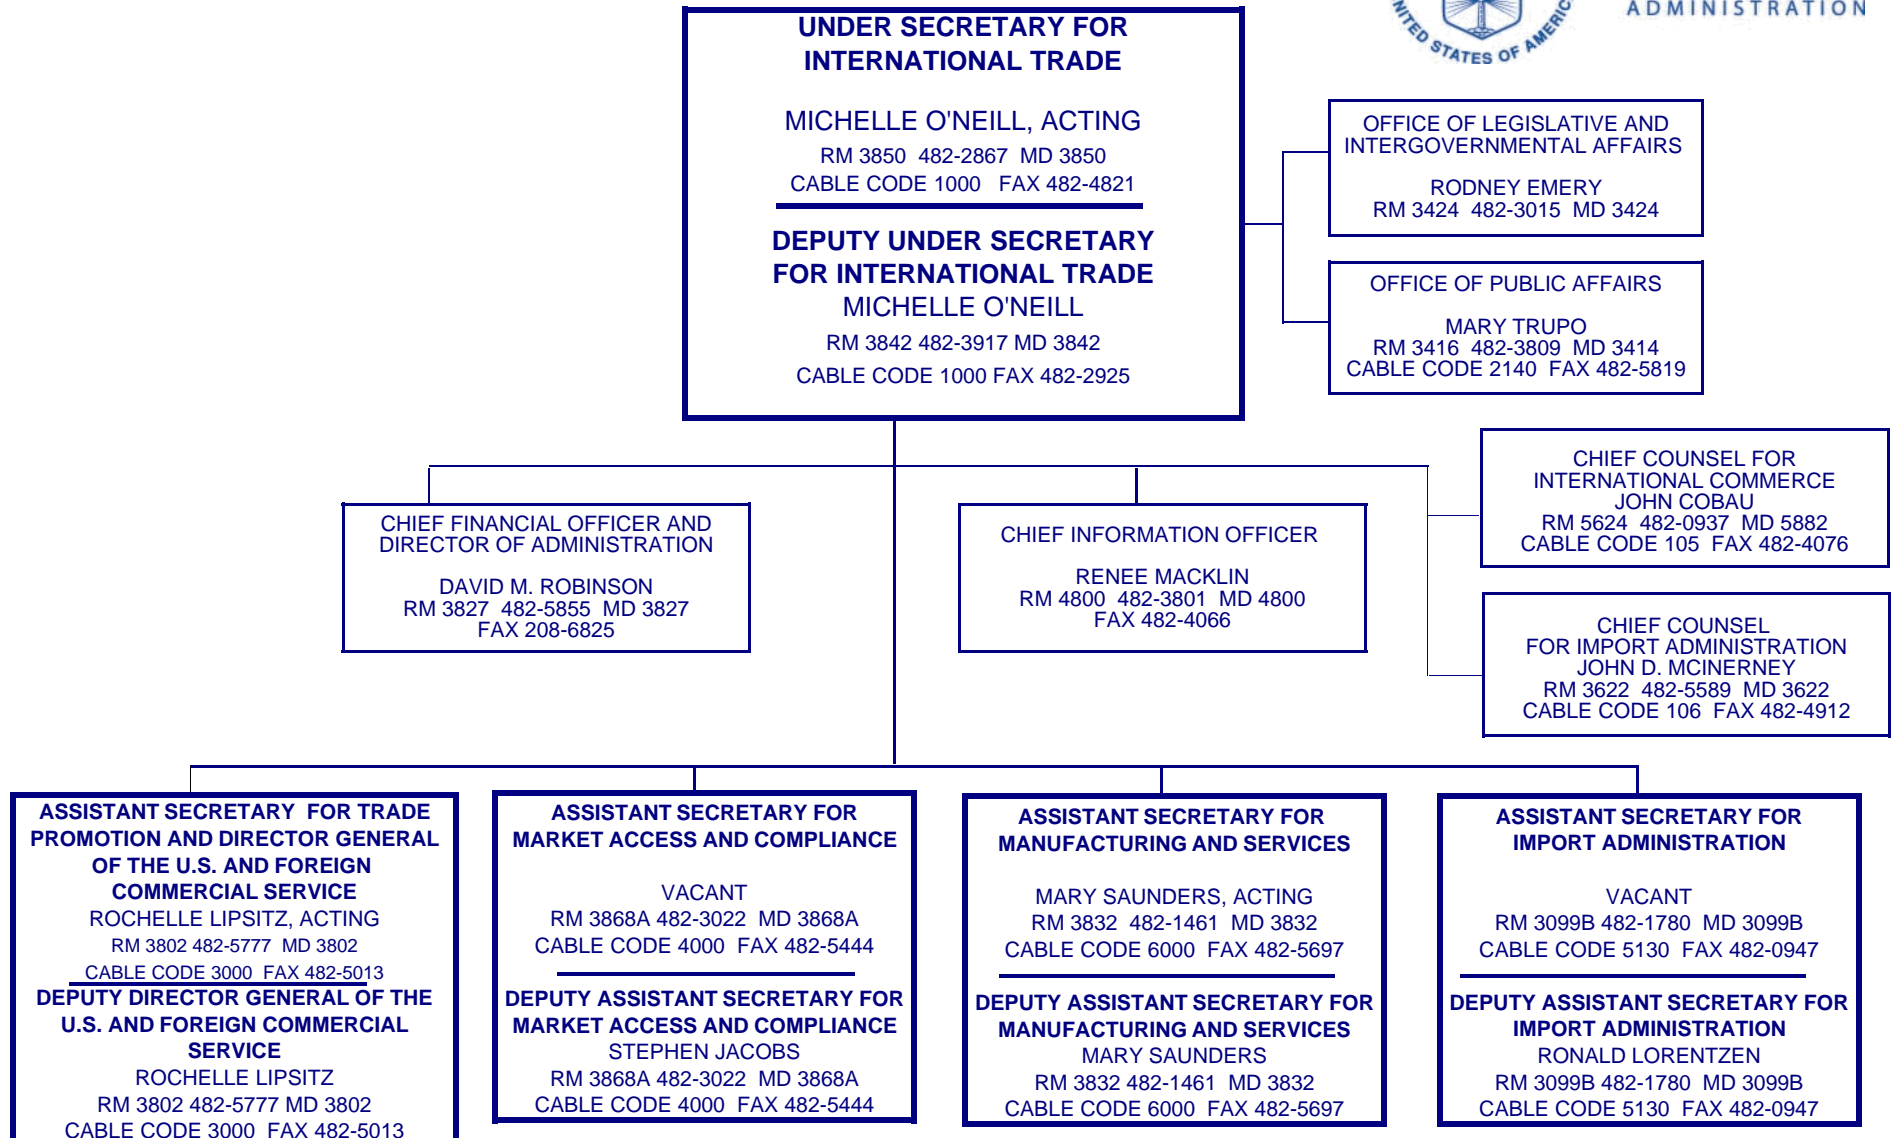 UNITED STATES OF AMERIC
ADMINISTRATION
UNDER SECRETARY FOR
INTERNATIONAL TRADE
MICHELLE O'NEILL, ACTING
RM 3850 482-2867 MD 3850
CABLE CODE 1000 FAX 482-4821
DEPUTY UNDER SECRETARY
FOR INTERNATIONAL TRADE
MICHELLE O'NEILL
RM 3842 482-3917 MD 3842
CABLE CODE 1000 FAX 482-2925
OFFICE OF LEGISLATIVE AND
INTERGOVERNMENTAL AFFAIRS
RODNEY EMERY
RM 3424 482-3015 MD 3424
OFFICE OF PUBLIC AFFAIRS
MARY TRUPO
RM 3416 482-3809 MD 3414
CABLE CODE 2140 FAX 482-5819
CHIEF FINANCIAL OFFICER AND
DIRECTOR OF ADMINISTRATION
DAVID M. ROBINSON
RM 3827 482-5855 MD 3827
FAX 208-6825
CHIEF INFORMATION OFFICER
RENEE MACKLIN
RM 4800 482-3801 MD 4800
FAX 482-4066
CHIEF COUNSEL FOR
INTERNATIONAL COMMERCE
JOHN COBAU
RM 5624 482-0937 MD 5882
CABLE CODE 105 FAX 482-4076
CHIEF COUNSEL
FOR IMPORT ADMINISTRATION
JOHN D. MCINERNEY
RM 3622 482-5589 MD 3622
CABLE CODE 106 FAX 482-4912
ASSISTANT SECRETARY FOR TRADE
PROMOTION AND DIRECTOR GENERAL
OF THE U.S. AND FOREIGN
COMMERCIAL SERVICE
ROCHELLE LIPSITZ, ACTING
RM 3802 482-5777 MD 3802
CABLE CODE 3000 FAX 482-5013
DEPUTY DIRECTOR GENERAL OF THE
U.S. AND FOREIGN COMMERCIAL
SERVICE
ROCHELLE LIPSITZ
RM 3802 482-5777 MD 3802
CABLE CODE 3000 FAX 482-5013
ASSISTANT SECRETARY FOR
MARKET ACCESS AND COMPLIANCE
VACANT
RM 3868A 482-3022 MD 3868A
CABLE CODE 4000 FAX 482-5444
DEPUTY ASSISTANT SECRETARY FOR
MARKET ACCESS AND COMPLIANCE
STEPHEN JACOBS
RM 3868A 482-3022 MD 3868A
CABLE CODE 4000 FAX 482-5444
ASSISTANT SECRETARY FOR
MANUFACTURING AND SERVICES
MARY SAUNDERS, ACTING
RM 3832 482-1461 MD 3832
CABLE CODE 6000 FAX 482-5697
DEPUTY ASSISTANT SECRETARY FOR
MANUFACTURING AND SERVICES
MARY SAUNDERS
RM 3832 482-1461 MD 3832
CABLE CODE 6000 FAX 482-5697
ASSISTANT SECRETARY FOR
IMPORT ADMINISTRATION
VACANT
RM 3099B 482-1780 MD 3099B
CABLE CODE 5130 FAX 482-0947
DEPUTY ASSISTANT SECRETARY FOR
IMPORT ADMINISTRATION
RONALD LORENTZEN
RM 3099B 482-1780 MD 3099B
CABLE CODE 5130 FAX 482-0947